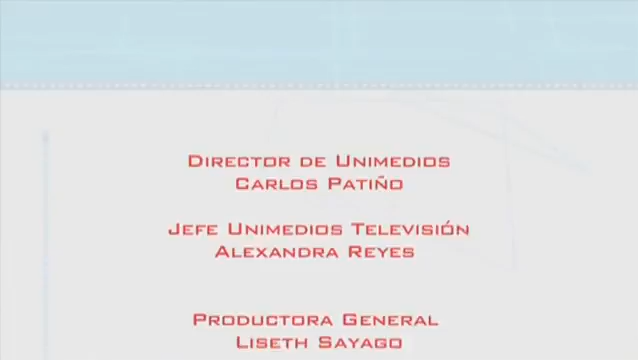 Director de Unimedios
Carlos Patiño
Jefe Unimedios Televisión
Alexandra Reyes
Productora General
Liseth Sayago